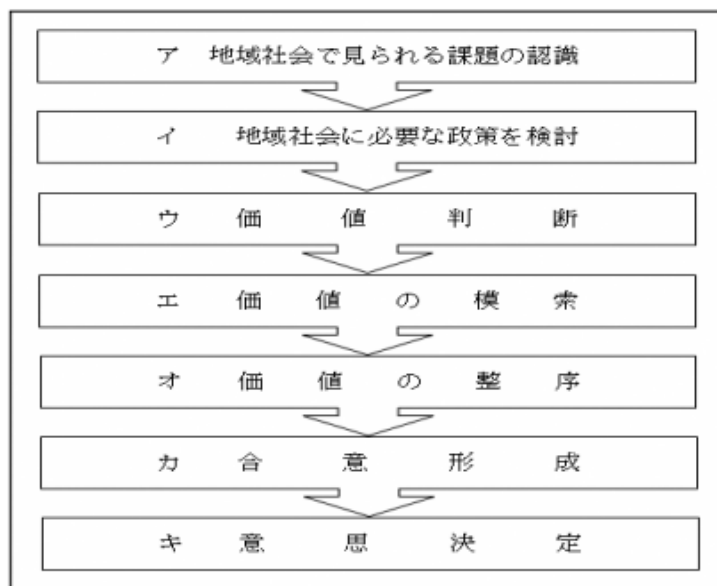 ア 地域社会で見られる課題の認識
イ 地域社会に必要な政策を検討
ウ 価値判断
エ 価値の模索
オ 価値の整序
カ 合意形成
キ 意思決定